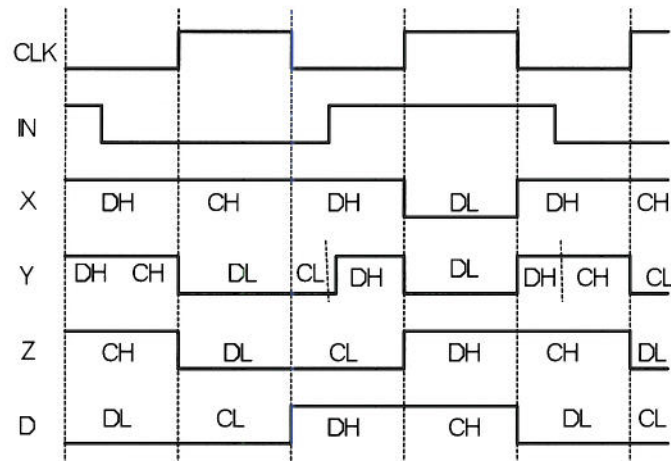 CLK
IN
X DH CH DH DL DH CH
Y DH CH DL CL DH DL DH CH CL
Z CH DL CL DH CH DL
D DL CL DH CH DL CL